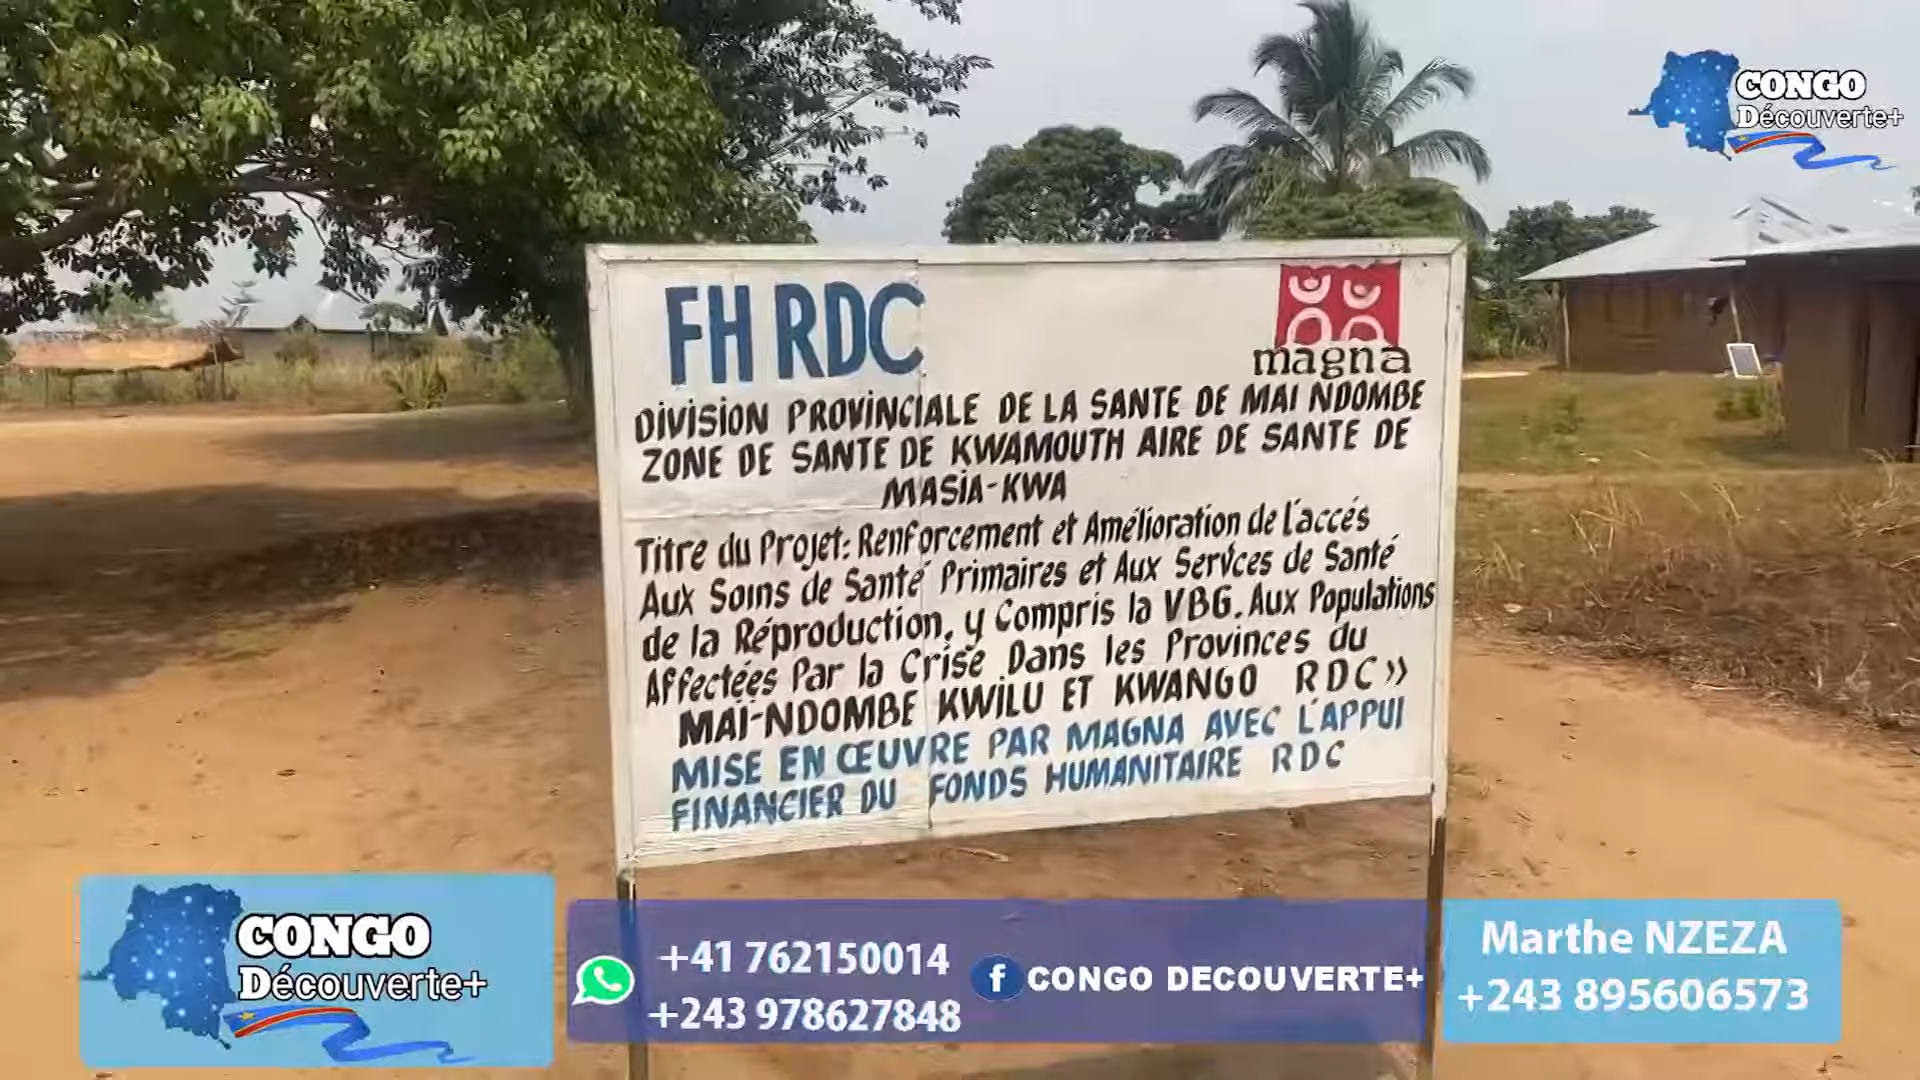 CONGO
Découverte+
FH RDC
magna
DIVISION PROVINCIALE DE LA SANTE DE MAI NDOMBE
ZONE DE SANTE DE KWAMOUTH AIRE DE SANTE DE
MASIA-KWA
Titre du Projet: Renforcement et Amélioration de l'accés
Aux Soins de Santé Primaires et Aux Servces de Santé
de la Réproduction, y Compris la VBG. Aux Populations
Affectées Par la Crise Dans les Provinces du
MAÏ-NDOMBE KWILU ET KWANGO RDC»
MISE EN ŒUVRE PAR MAGNA AVEC L'APPUI
FINANCIER DU FONDS HUMANITAIRE RDC
CONGO
Découverte+
+41 762150014
+243 978627848
f CONGO DECOUVERTE+
Marthe NZEZA
+243 895606573